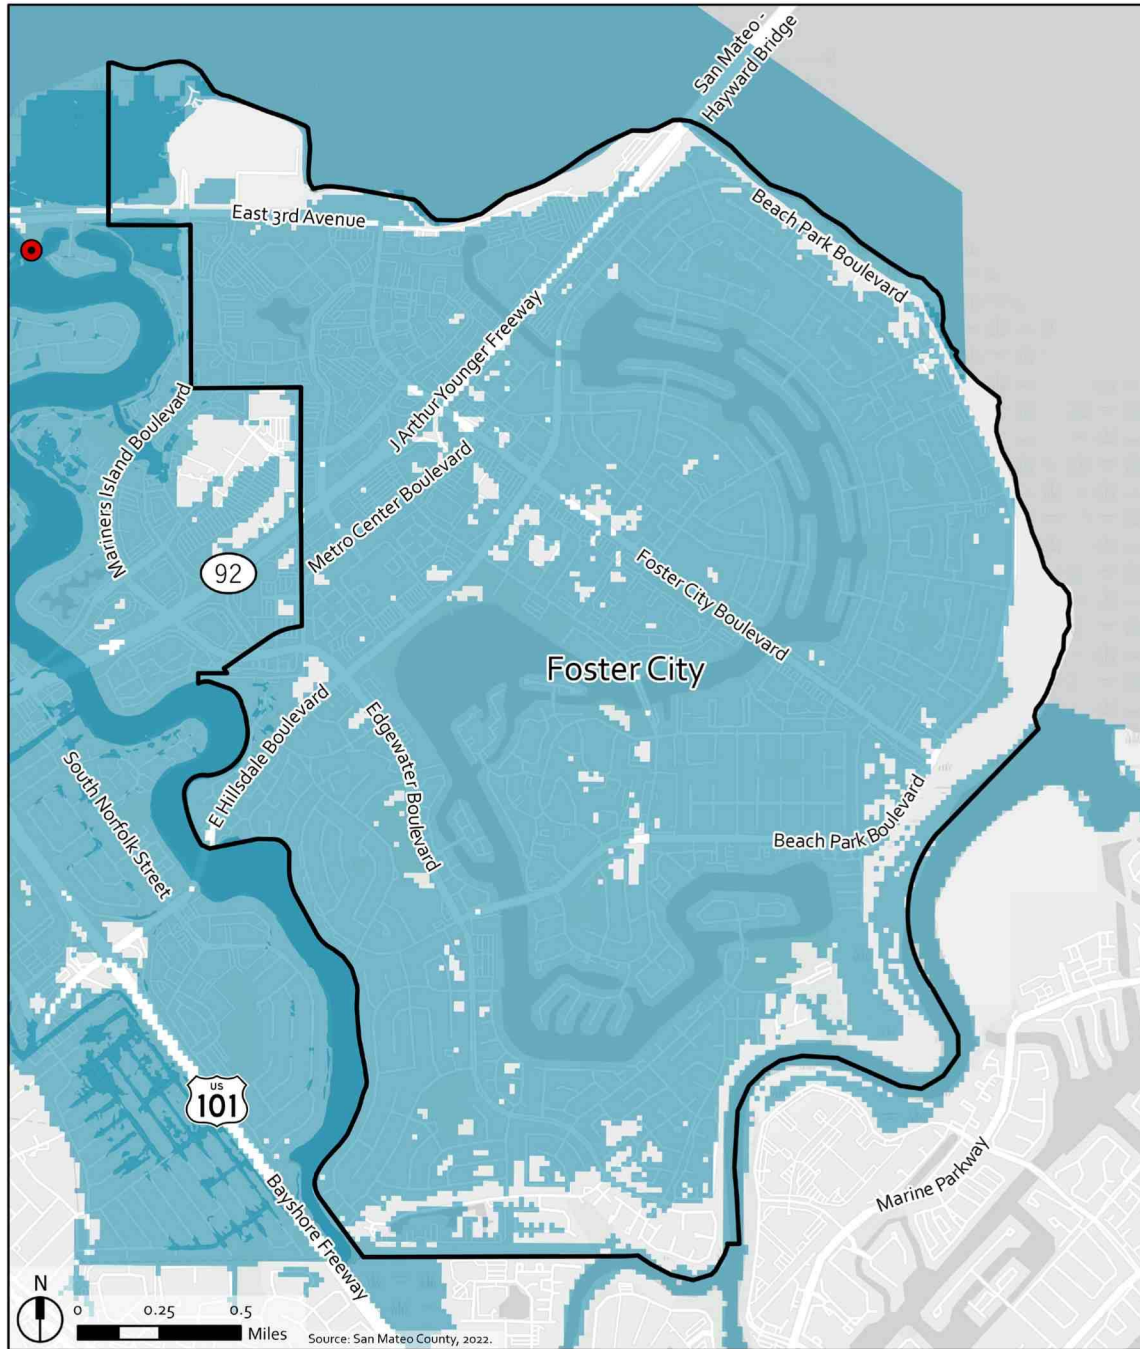 San Mateo -
Hayward Bridge
East 3rd Avenue
Beach Park Boulevard
J Arthur Younger Freeway
Mariners Island Boulevard
Metro Center Boulevard
92
Foster City Boulevard
Foster City
E Hillsdale Boulevard
Edgewater Boulevard
South Norfolk Street
Beach Park Boulevard
US
101
Bayshore Freeway
Marine Parkway
N
0 0.25 0.5
Miles
Source: San Mateo County, 2022.